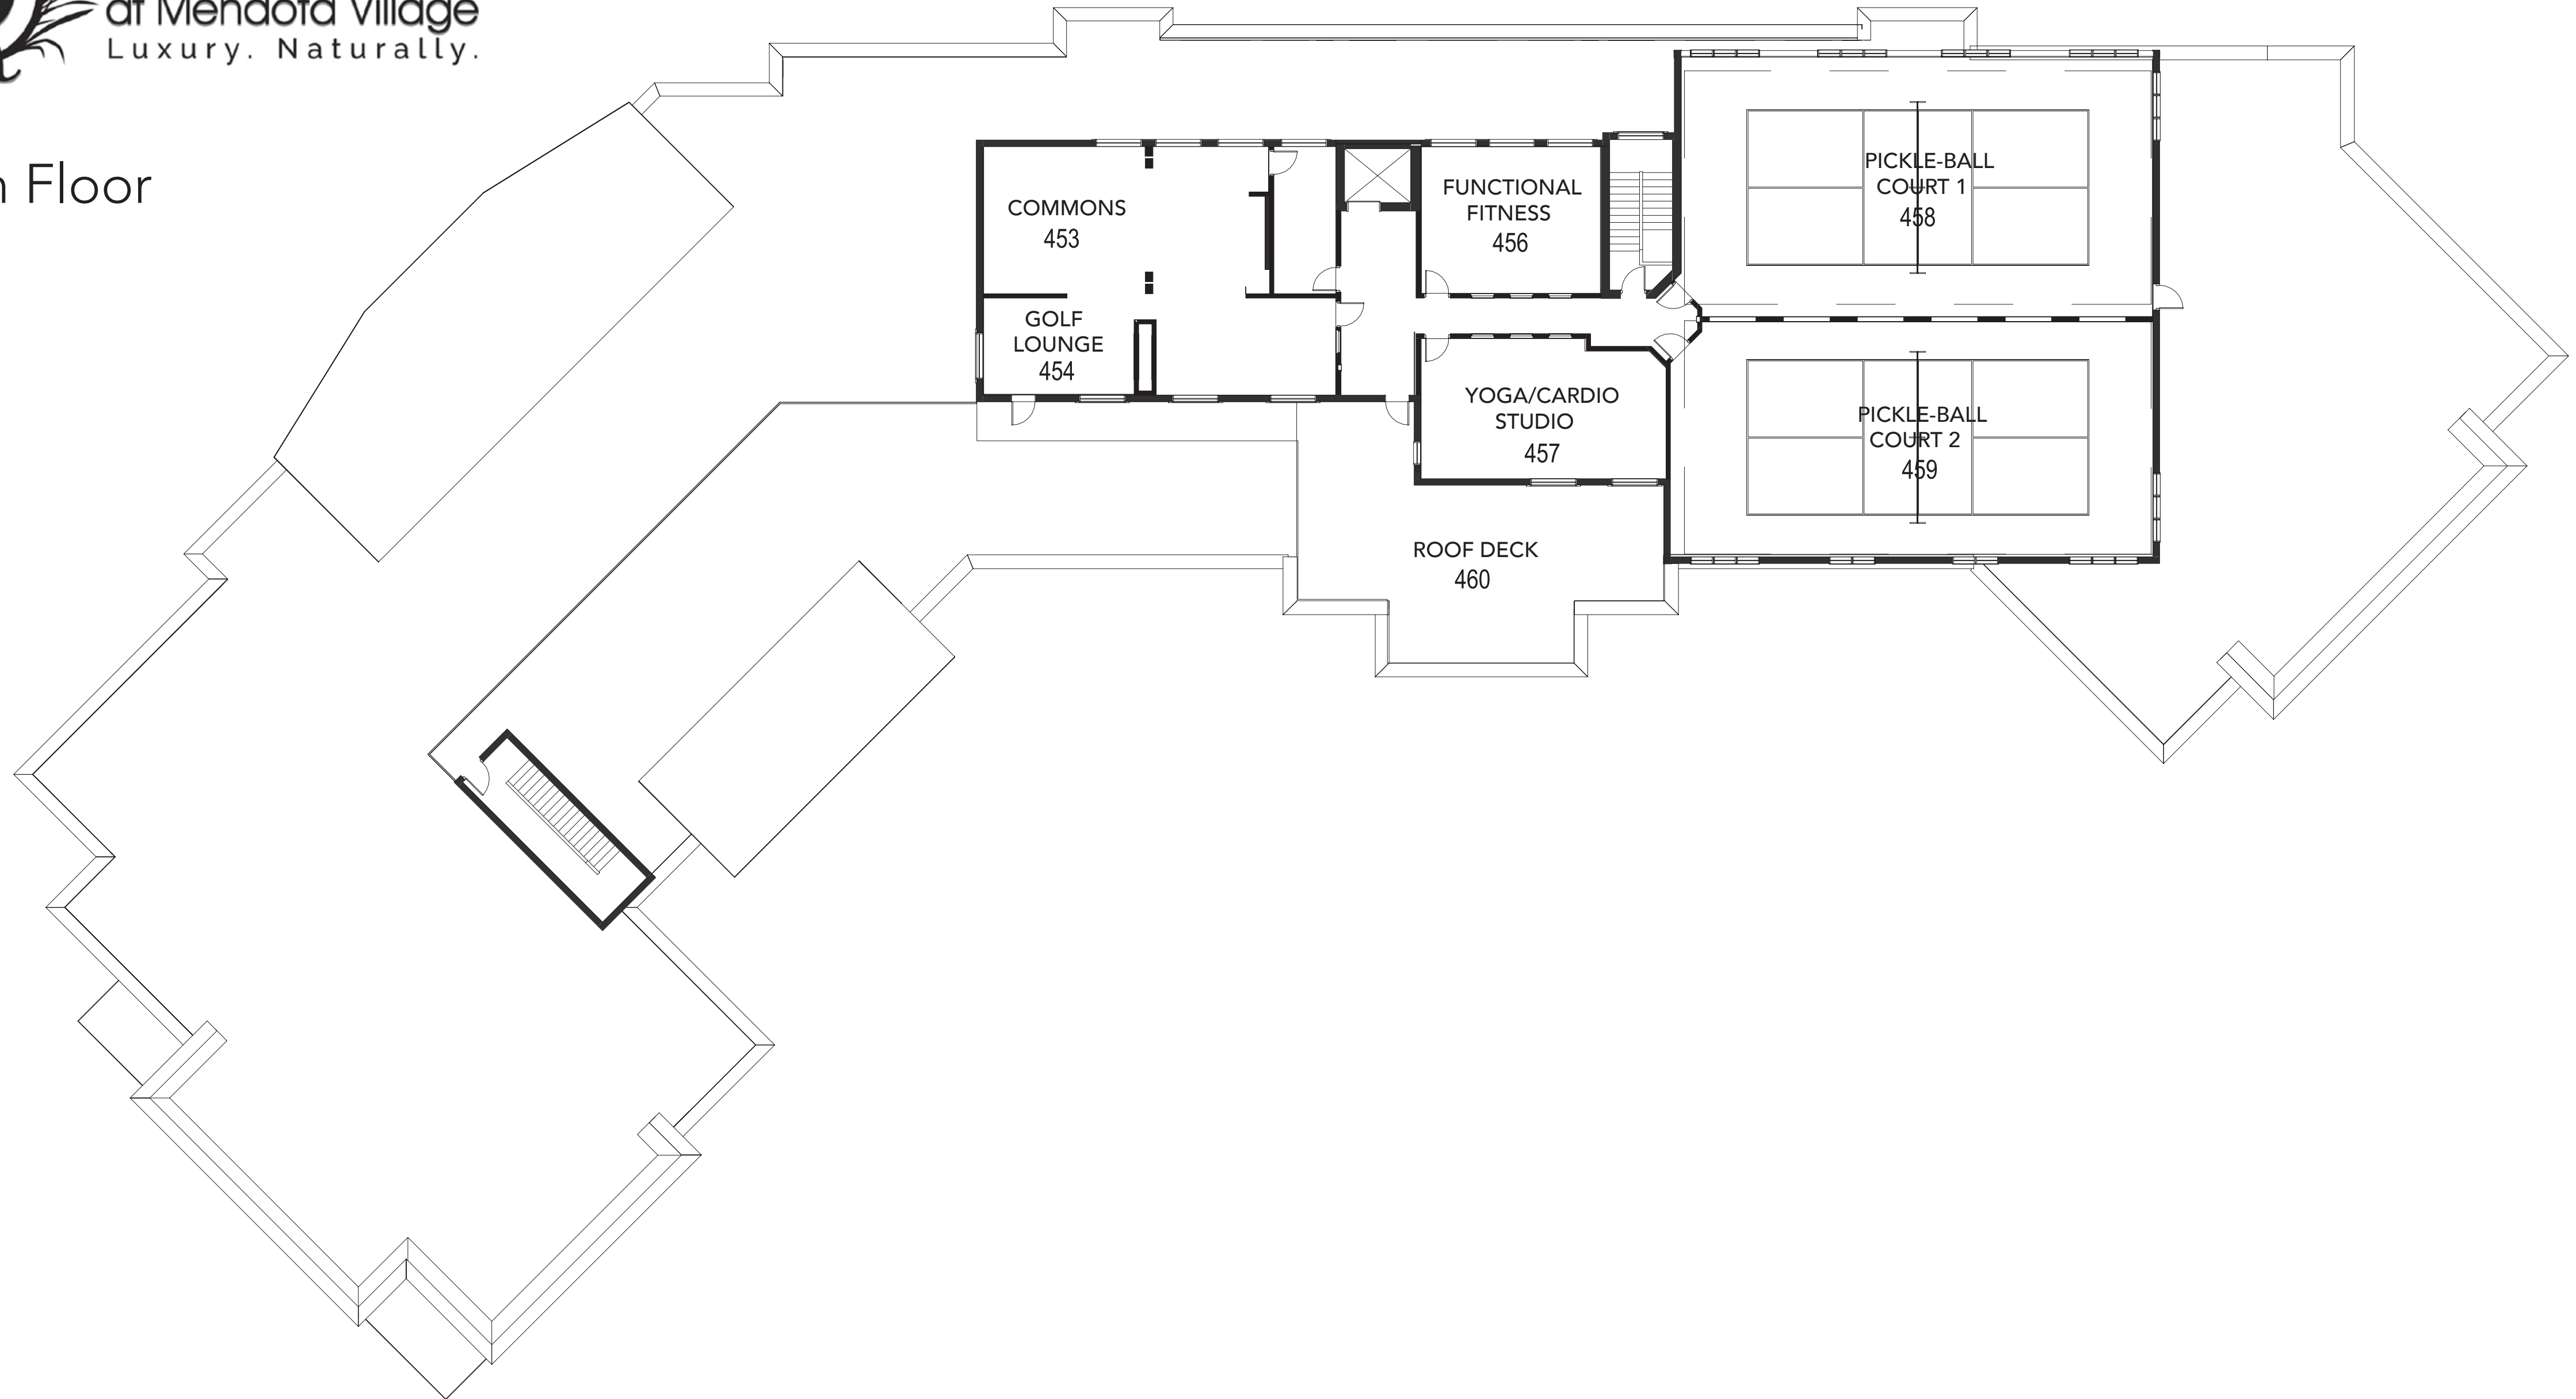 at Mendota Village
Luxury. Naturally.
Floor
COMMONS
453
GOLF
LOUNGE
454
FUNCTIONAL
FITNESS
456
YOGA/CARDIO
STUDIO
457
PICKLE-BALL
COURT 1
458
PICKLE-BALL
COURT 2
459
ROOF DECK
460